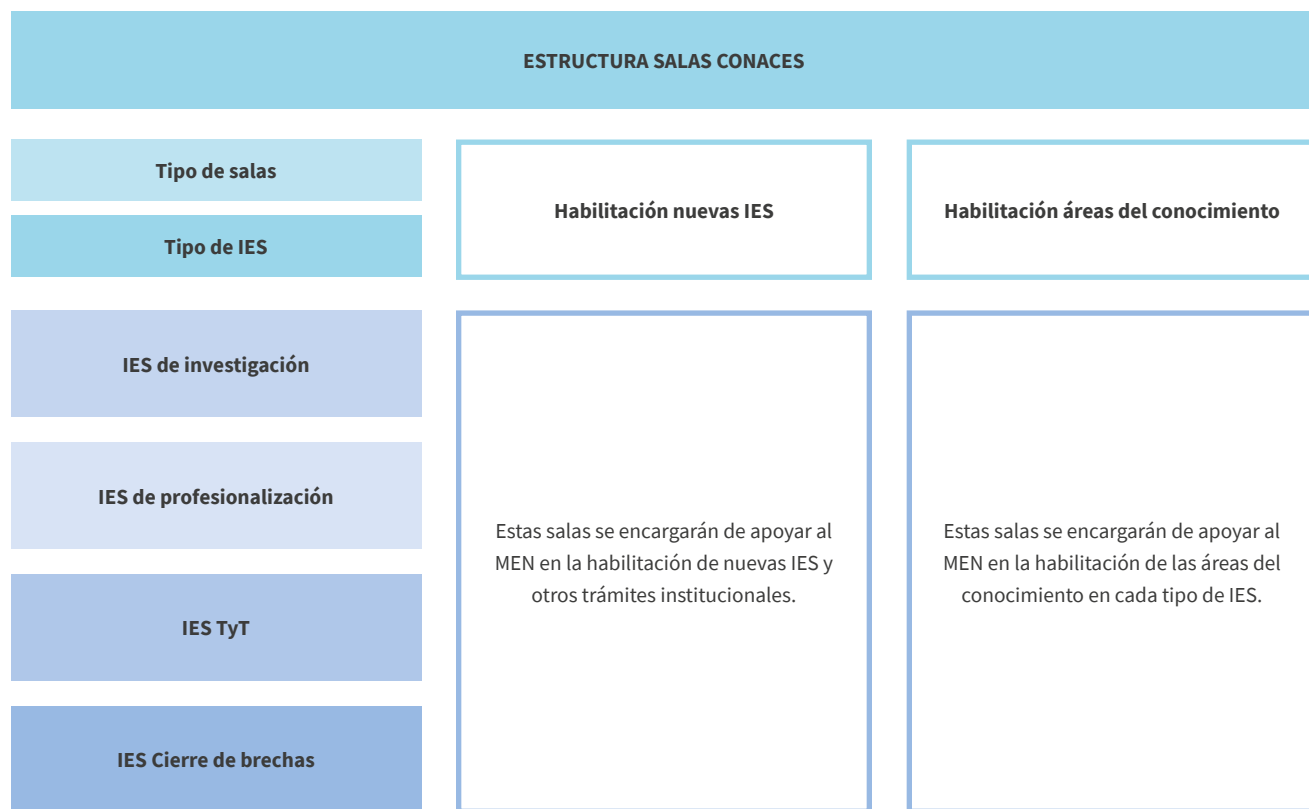 ESTRUCTURA SALAS CONACES
Tipo de salas
Tipo de IES
Habilitación nuevas IES
Habilitación áreas del conocimiento
IES de investigación
IES de profesionalización
IES TyT
IES Cierre de brechas
Estas salas se encargarán de apoyar al
MEN en la habilitación de nuevas IES y
otros trámites institucionales.
Estas salas se encargarán de apoyar al
MEN en la habilitación de las áreas del
conocimiento en cada tipo de IES.